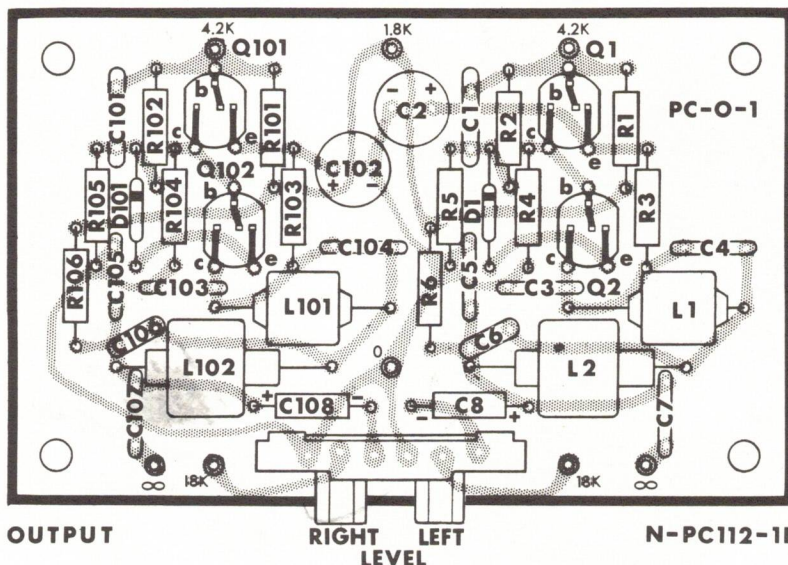 4.2K 1.8K 4.2K
Q101 Q1
b + b
C101 R102 R101 - C2 C1 R2 R1 PC-O-1
c e c e
Q102 C102
b + - b
R105 D101 R104 R103 R5 D1 R4 R3
c e c e
C104 C4
R106 C105 C103 R6 C5 C3 Q2
L101 L1
C106 C6
L102 0 L2
C107 + C108 - - C8 + C7
∞ 18K 18K ∞
OUTPUT RIGHT LEFT N-PC112-1
LEVEL